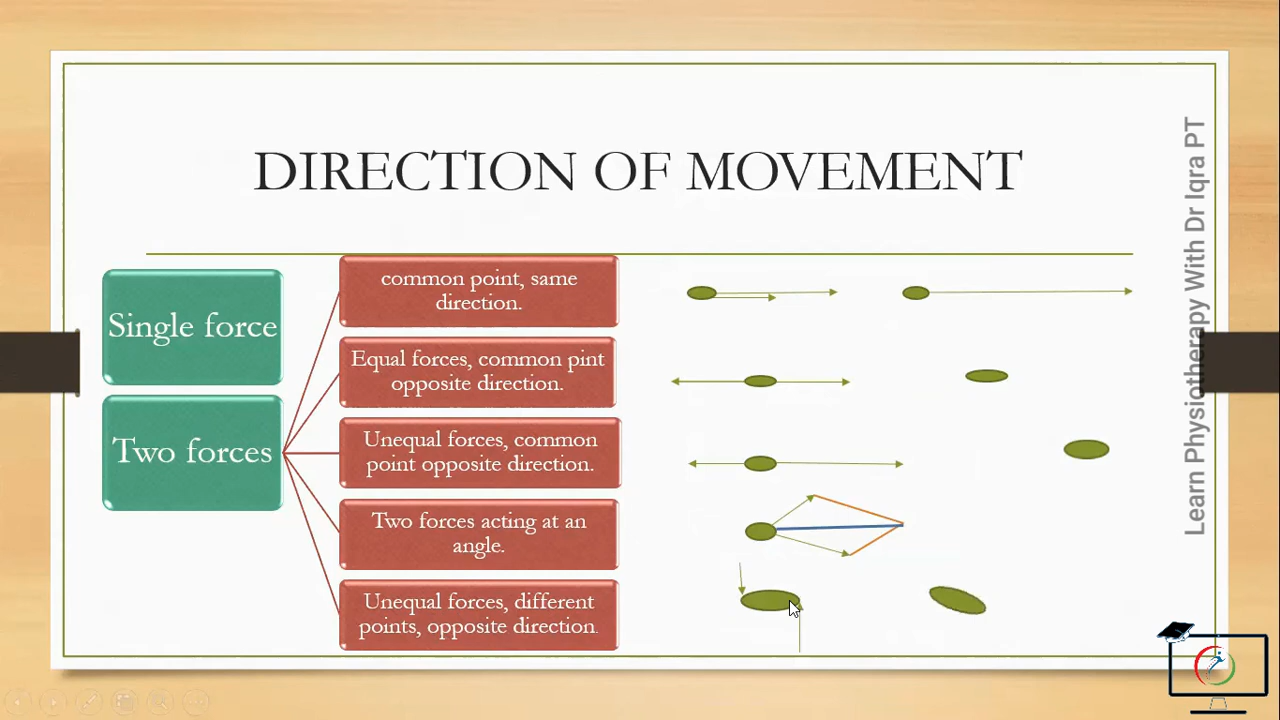 DIRECTION OF MOVEMENT
Single force
Two forces
common point, same
direction.
Equal forces, common pint
opposite direction.
Unequal forces, common
point opposite direction.
Two forces acting at an
angle.
Unequal forces, different
points, opposite direction.
Learn Physiotherapy With Dr Iqra PT